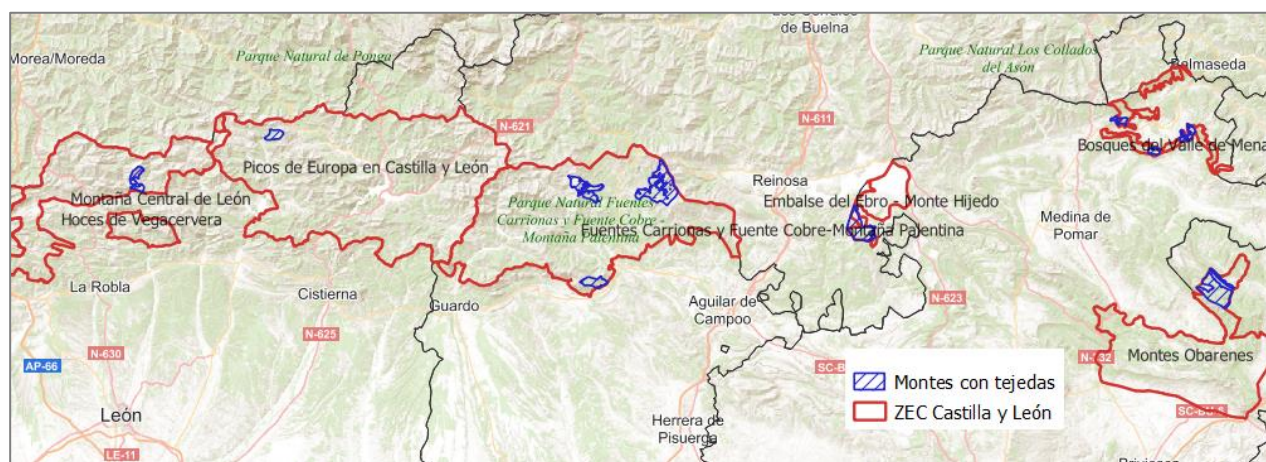 de Buelna
Parque Natural Los Collados
del Asón
Parque Natural de Ponga
Morea/Moreda
Balmaseda
N-621
N-611
Bosques del Valle de Mena
Picos de Europa en Castilla y León
Montaña Central de León
Hoces de Vegacervera
Reinosa
Parque Natural Fuentes
Carrionas y Fuente Cobre -
Montaña Palentina
Embalse del Ebro - Monte Hijedo
Fuentes Carrionas y Fuente Cobre-Montaña Palentina
Medina de
Pomar
La Robla
Cistierna
Guardo
Aguilar de
Campoo
N-623
N-625
N-630
AP-66
Montes Obarenes
Montes con tejedas
ZEC Castilla y León
León
LE-11
Herrera de
Pisuerga